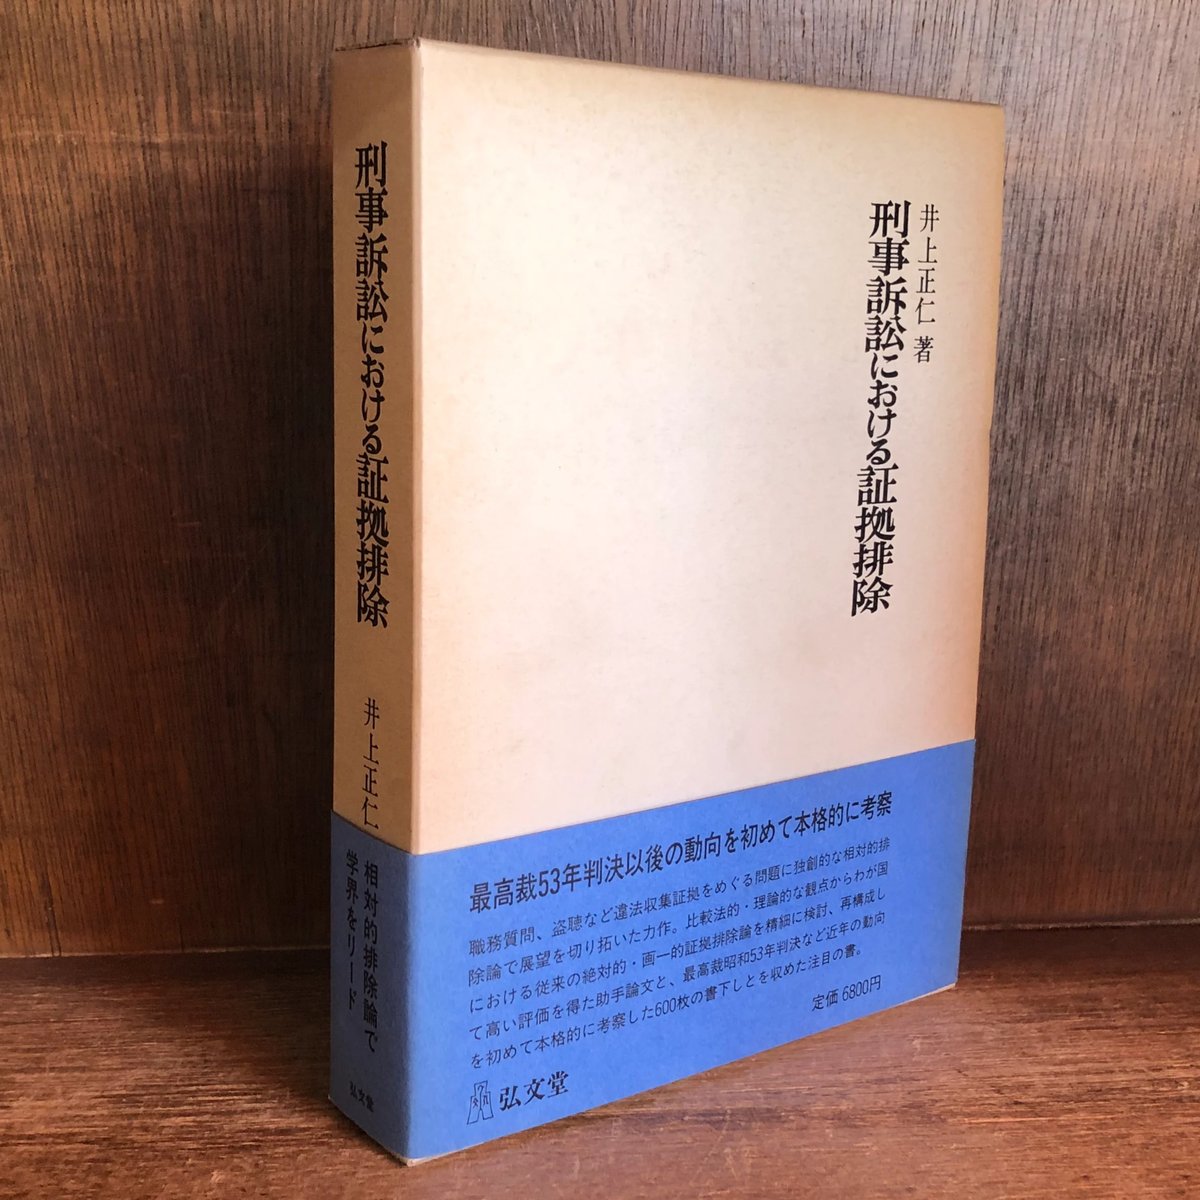 刑事訴訟における証拠排除
井上正仁
相対的排除論で
学界をリード
弘文堂
井上正仁 著
刑事訴訟における証拠排除
最高裁53年判決以後の動向を初めて本格的に考察
職務質問、盗聴など違法収集証拠をめぐる問題に独創的な相対的排
除論で展望を切り拓いた力作。比較法的・理論的な観点からわが国
における従来の絶対的・画一的証拠排除論を精細に検討、再構成し
て高い評価を得た助手論文と、最高裁昭和53年判決など近年の動向
を初めて本格的に考察した600枚の書下しとを収めた注目の書。
定価 6800円
弘文堂